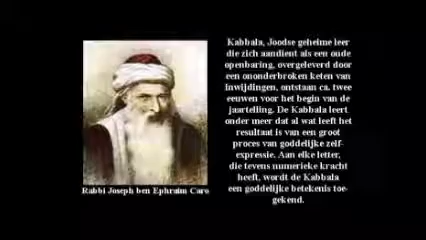 Kabbala, Joodse geheime leer
die zich aandient als een oude
openbaring, overgeleverd door
een ononderbroken keten van
inwijdingen, ontstaan ca. twee
eeuwen voor het begin van de
jaartelling. De Kabbala leert
onder meer dat al wat leeft het
resultaat is van een groot
proces van goddelijke zelf-
expressie. Aan elke letter,
die tevens numerieke kracht
heeft, wordt de Kabbala
een goddelijke betekenis toe-
gekend.
Rabbi Joseph ben Ephraim Caro